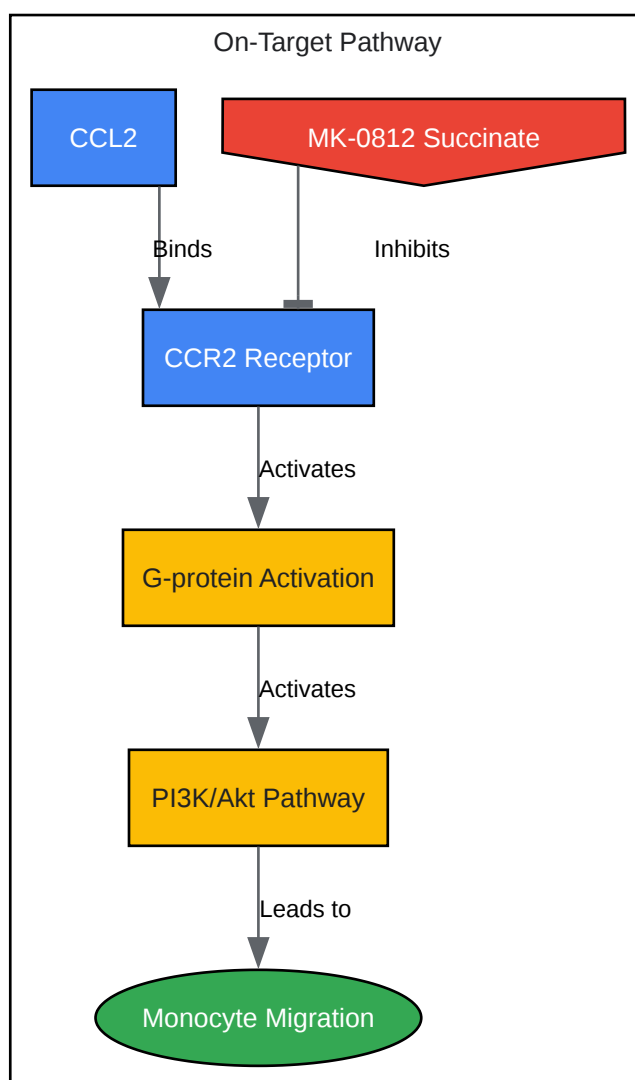 On-Target Pathway
CCL2
MK-0812 Succinate
Binds
Inhibits
CCR2 Receptor
Activates
G-protein Activation
Activates
PI3K/Akt Pathway
Leads to
Monocyte Migration